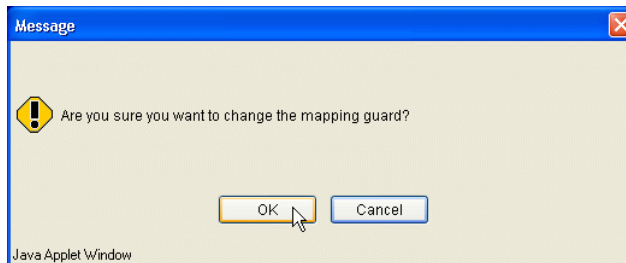 Message
Are you sure you want to change the mapping guard?
OK Cancel
Java Applet Window